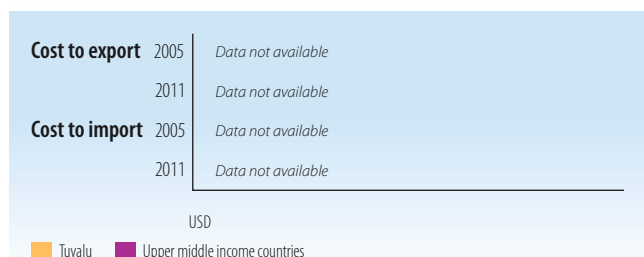 Cost to export 2005 Data not available
2011 Data not available
Cost to import 2005 Data not available
2011 Data not available
USD
Tuvalu Upper middle income countries